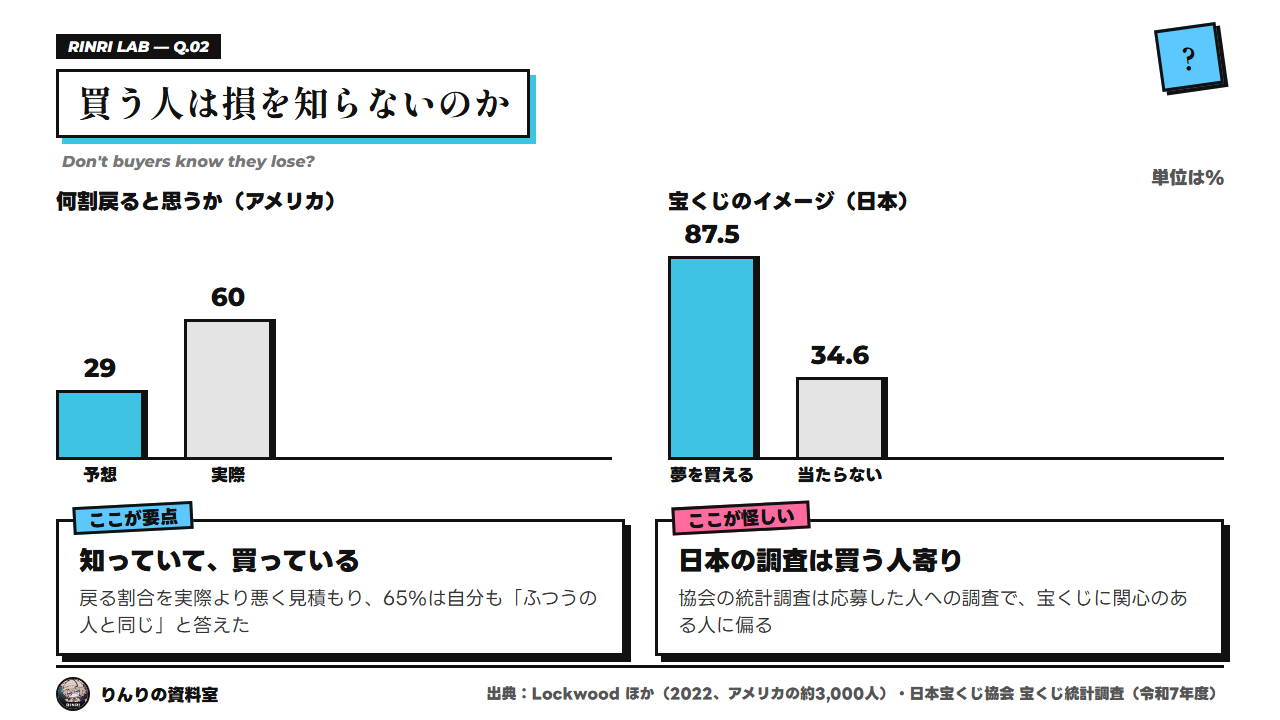 RINRI LAB — Q.02
?
買う人は損を知らないのか
Don't buyers know they lose?
単位は%
何割戻ると思うか（アメリカ）
29
60
予想
実際
宝くじのイメージ（日本）
87.5
34.6
夢を買える
当たらない
ここが要点
知っていて、買っている
戻る割合を実際より悪く見積もり、65%は自分も「ふつうの
人と同じ」と答えた
ここが怪しい
日本の調査は買う人寄り
協会の統計調査は応募した人への調査で、宝くじに関心のあ
る人に偏る
RINRI
りんりの資料室
出典：Lockwood ほか（2022、アメリカの約3,000人）・日本宝くじ協会 宝くじ統計調査（令和7年度）